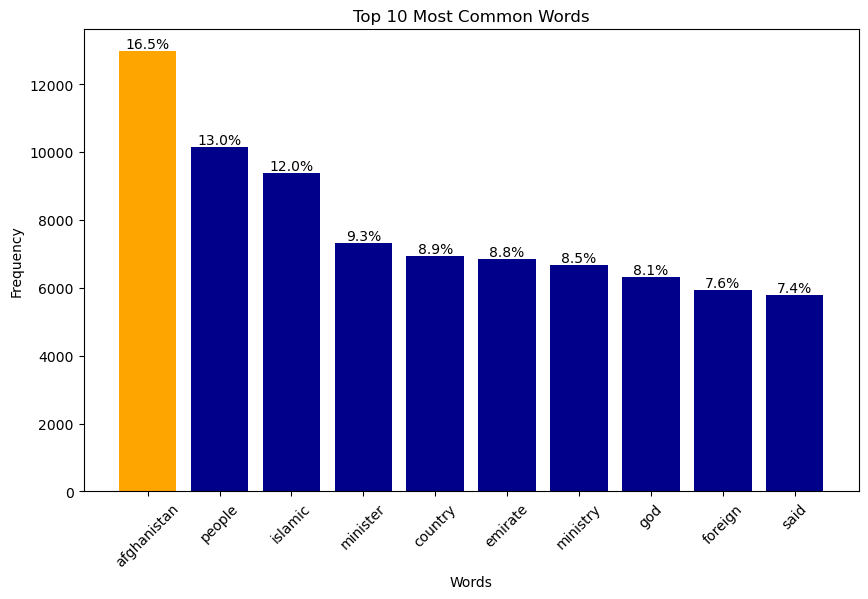 Top 10 Most Common Words
16.5%
13.0%
12.0%
9.3%
8.9%
8.8%
8.5%
8.1%
7.6%
7.4%
12000
10000
8000
6000
4000
2000
0
Frequency
afghanistan
people
islamic
minister
country
emirate
ministry
god
foreign
said
Words